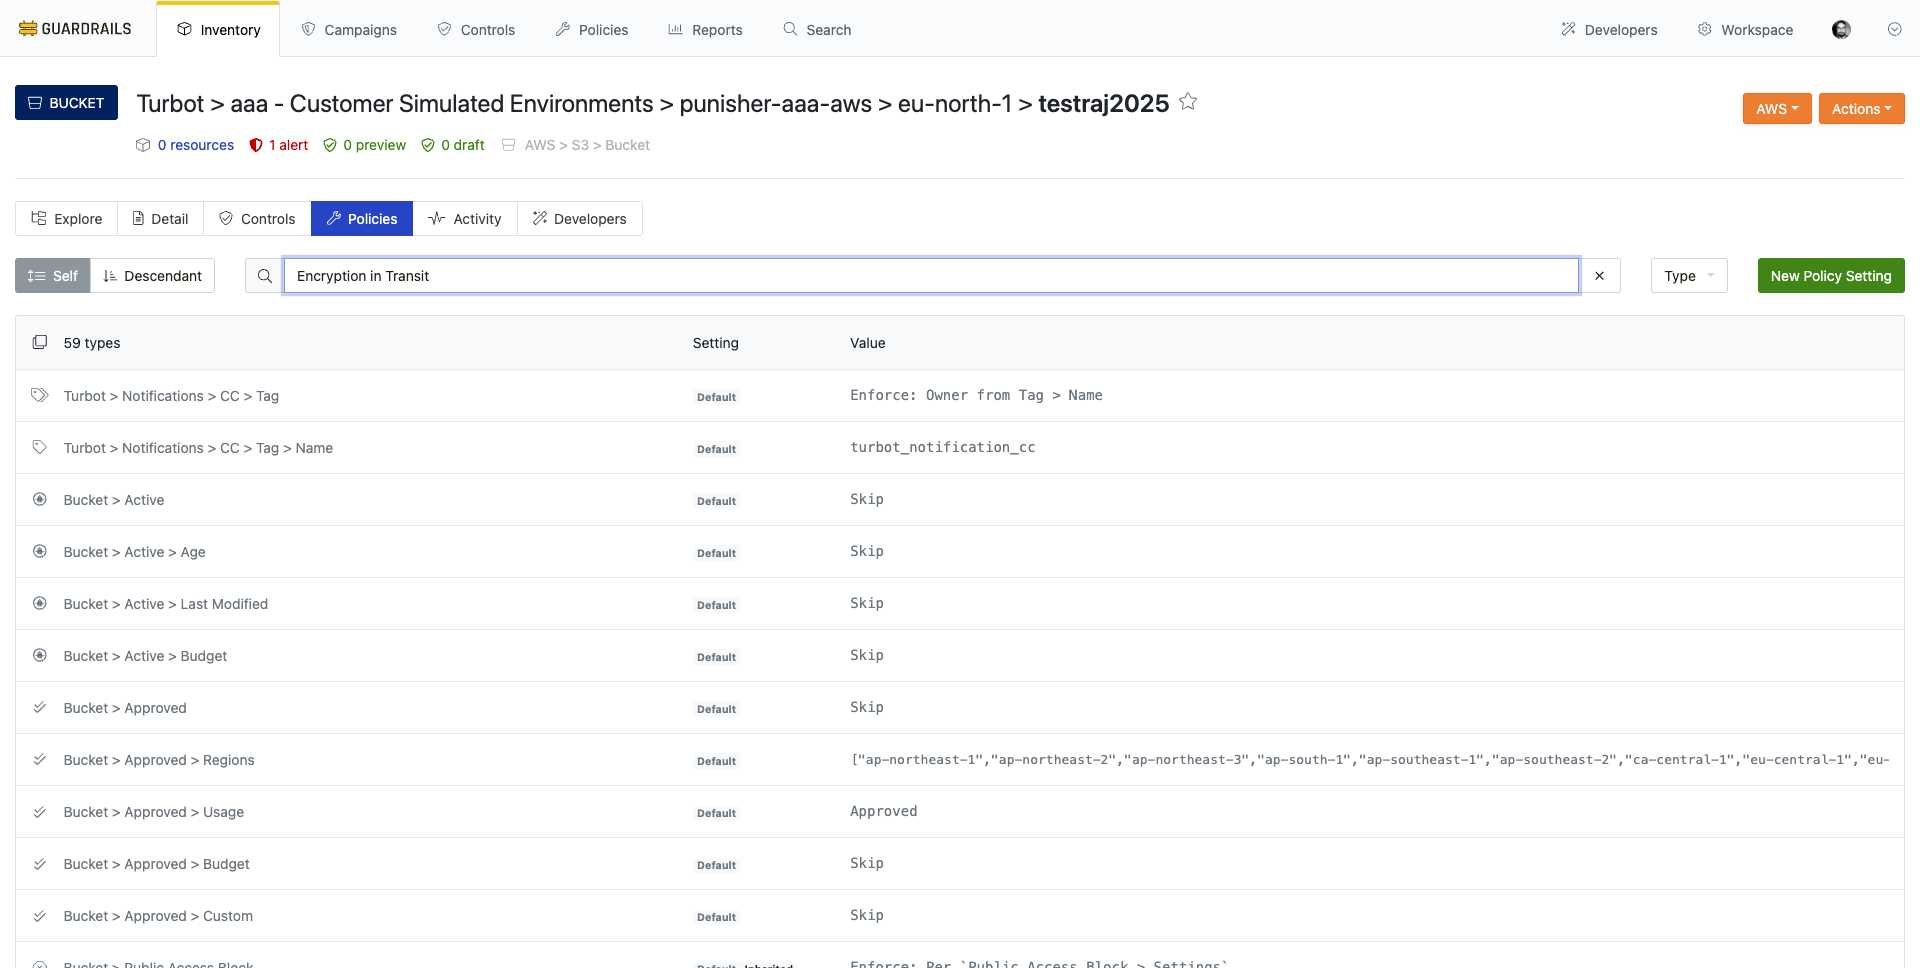 GUARDRAILS
Inventory
Campaigns
Controls
Policies
Reports
Search
Developers
Workspace
BUCKET
Turbot > aaa - Customer Simulated Environments > punisher-aaa-aws > eu-north-1 > testraj2025
AWS
Actions
0 resources
1 alert
0 preview
0 draft
AWS > S3 > Bucket
Explore
Detail
Controls
Policies
Activity
Developers
Self
Descendant
Encryption in Transit
Type
New Policy Setting
59 types Setting Value
Turbot > Notifications > CC > Tag Default Enforce: Owner from Tag > Name
Turbot > Notifications > CC > Tag > Name Default turbot_notification_cc
Bucket > Active Default Skip
Bucket > Active > Age Default Skip
Bucket > Active > Last Modified Default Skip
Bucket > Active > Budget Default Skip
Bucket > Approved Default Skip
Bucket > Approved > Regions Default ["ap-northeast-1","ap-northeast-2","ap-northeast-3","ap-south-1","ap-southeast-1","ap-southeast-2","ca-central-1","eu-central-1","eu-
Bucket > Approved > Usage Default Approved
Bucket > Approved > Budget Default Skip
Bucket > Approved > Custom Default Skip
Bucket > Public Access Block Default Inherited Enforce: Per `Public Access Block > Settings`